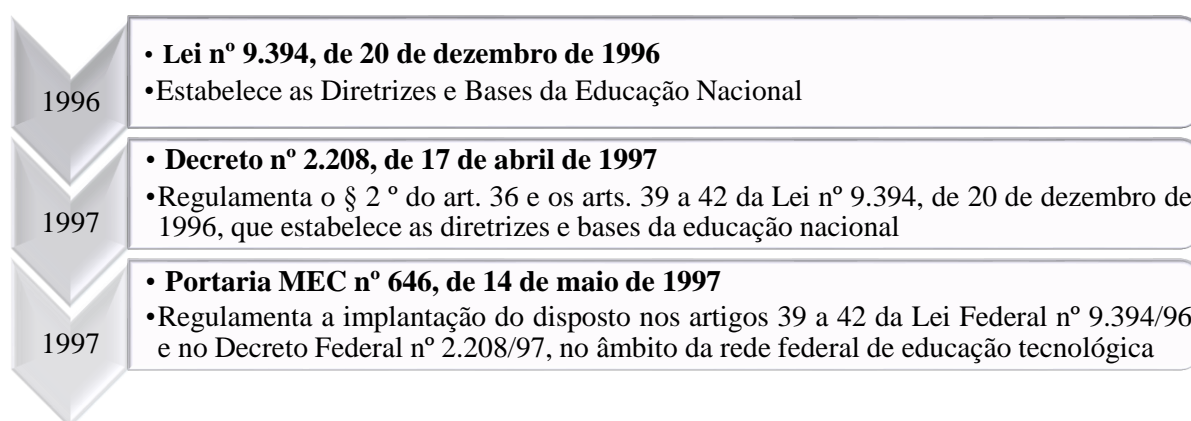 1996
• Lei nº 9.394, de 20 de dezembro de 1996
•Estabelece as Diretrizes e Bases da Educação Nacional
1997
• Decreto nº 2.208, de 17 de abril de 1997
•Regulamenta o § 2 º do art. 36 e os arts. 39 a 42 da Lei nº 9.394, de 20 de dezembro de
1996, que estabelece as diretrizes e bases da educação nacional
1997
• Portaria MEC nº 646, de 14 de maio de 1997
•Regulamenta a implantação do disposto nos artigos 39 a 42 da Lei Federal nº 9.394/96
e no Decreto Federal nº 2.208/97, no âmbito da rede federal de educação tecnológica